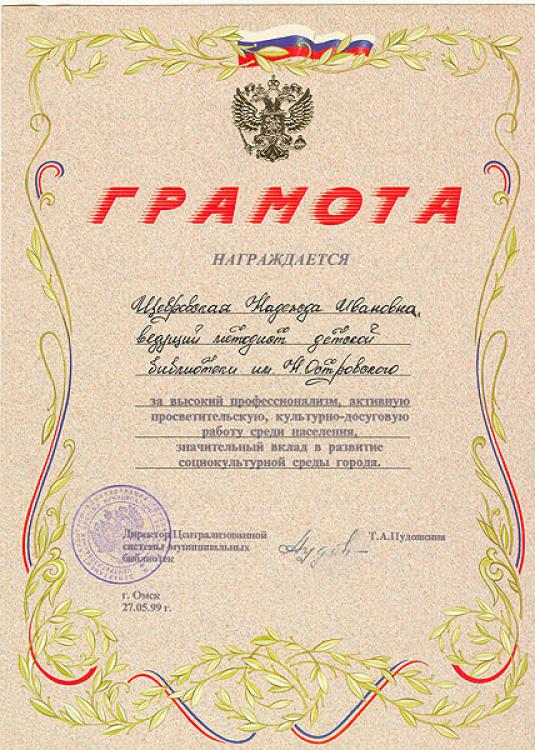 ГРАМОТА
НАГРАЖДАЕТСЯ
Надежда Ивановна,
ведущий методист детской
библиотеки им. Н Островского
за высокий профессионализм, активную
просветительскую, культурно-досуговую
работу среди населения,
значительный вклад в развитие
социокультурной среды города.
Директор Централизованной
системы муниципальных
библиотек
Т.А.Пудовкина
г. Омск
27.05.99 г.